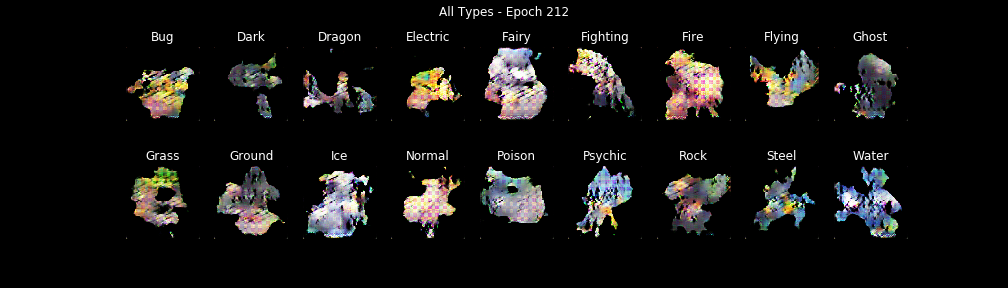 All Types - Epoch 212
Bug Dark Dragon Electric Fairy Fighting Fire Flying Ghost
Grass Ground Ice Normal Poison Psychic Rock Steel Water